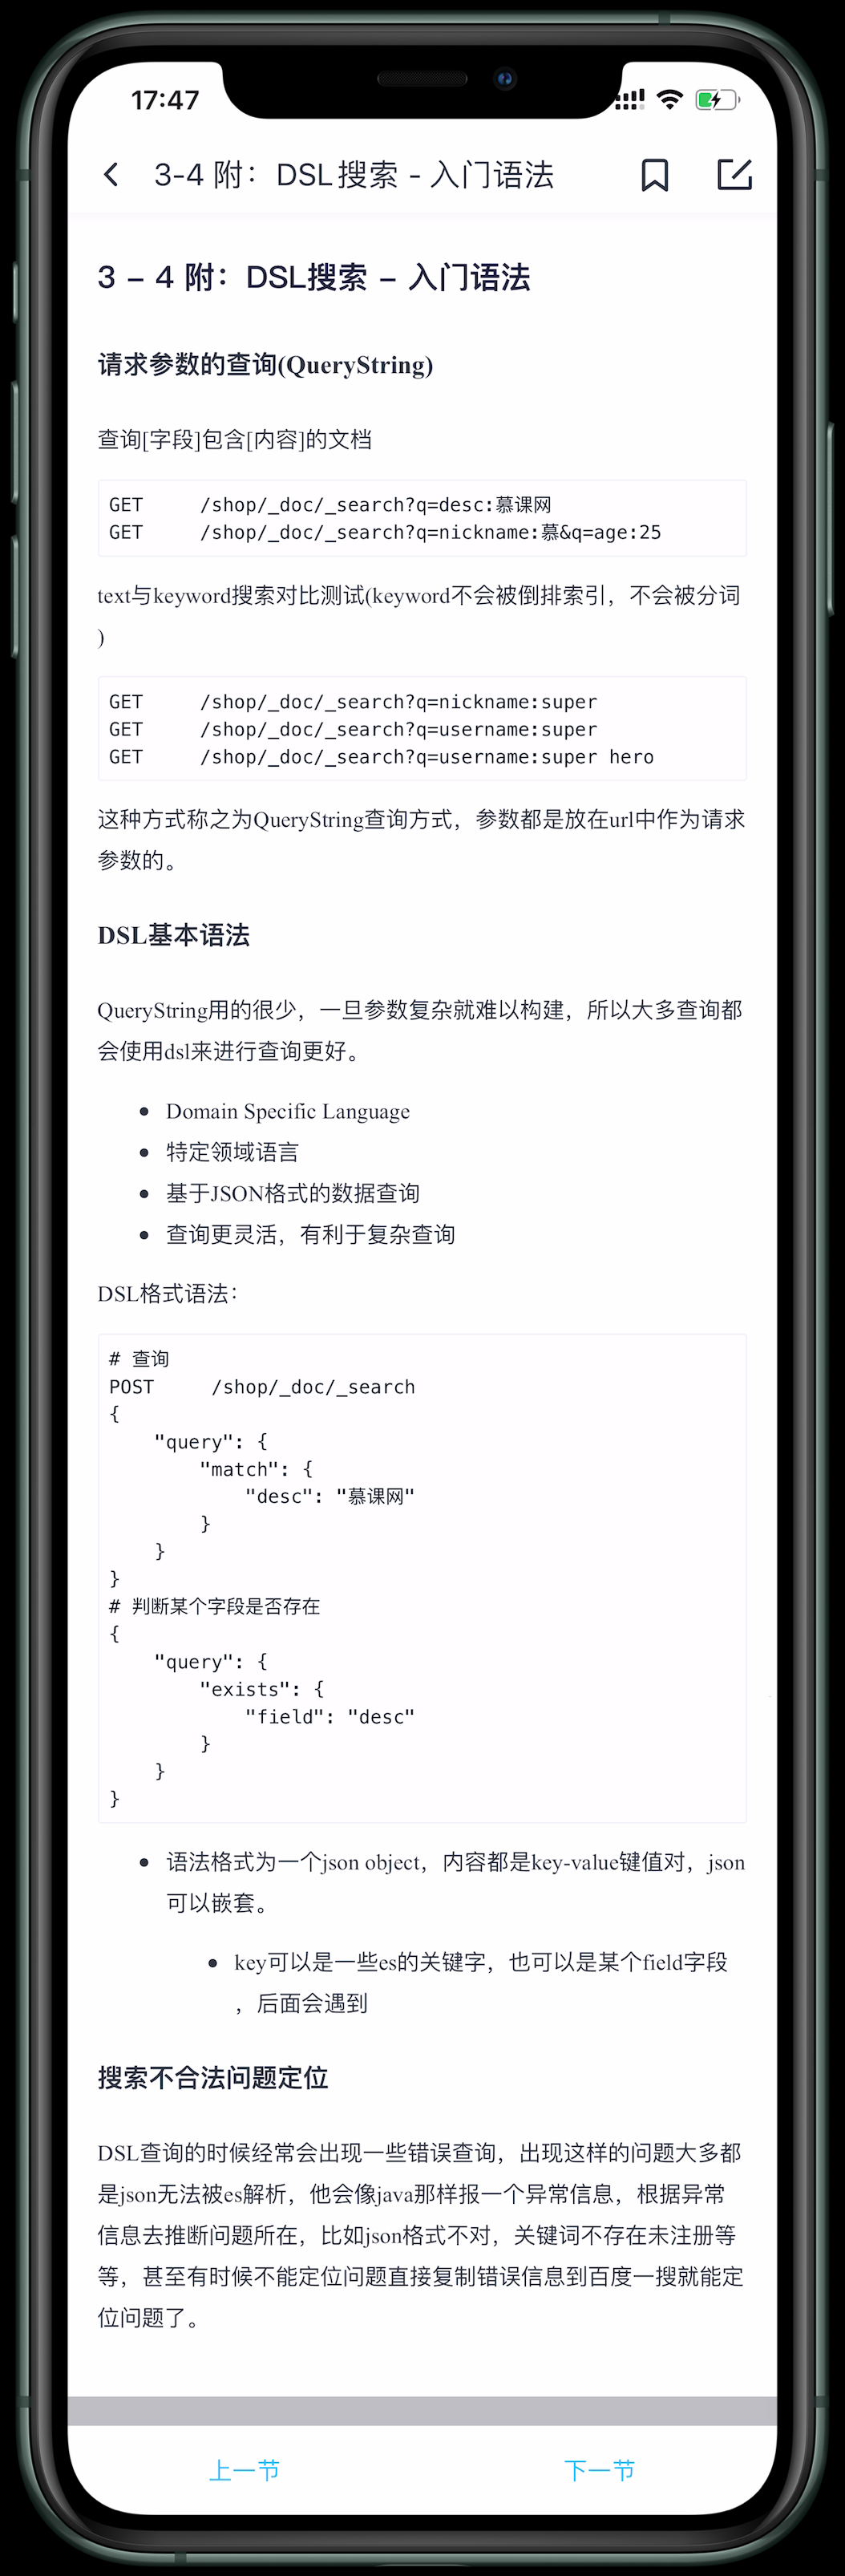 17:47
3-4 附：DSL搜索 - 入门语法
3 – 4 附：DSL搜索 – 入门语法
请求参数的查询(QueryString)
查询[字段]包含[内容]的文档
GET     /shop/_doc/_search?q=desc:慕课网
GET     /shop/_doc/_search?q=nickname:慕&q=age:25
text与keyword搜索对比测试(keyword不会被倒排索引，不会被分词
)
GET     /shop/_doc/_search?q=nickname:super
GET     /shop/_doc/_search?q=username:super
GET     /shop/_doc/_search?q=username:super hero
这种方式称之为QueryString查询方式，参数都是放在url中作为请求
参数的。
DSL基本语法
QueryString用的很少，一旦参数复杂就难以构建，所以大多查询都
会使用dsl来进行查询更好。
• Domain Specific Language
• 特定领域语言
• 基于JSON格式的数据查询
• 查询更灵活，有利于复杂查询
DSL格式语法：
# 查询
POST     /shop/_doc/_search
{
    "query": {
        "match": {
            "desc": "慕课网"
        }
    }
}
# 判断某个字段是否存在
{
    "query": {
        "exists": {
            "field": "desc"
        }
    }
}
• 语法格式为一个json object，内容都是key-value键值对，json
可以嵌套。
• key可以是一些es的关键字，也可以是某个field字段
，后面会遇到
搜索不合法问题定位
DSL查询的时候经常会出现一些错误查询，出现这样的问题大多都
是json无法被es解析，他会像java那样报一个异常信息，根据异常
信息去推断问题所在，比如json格式不对，关键词不存在未注册等
等，甚至有时候不能定位问题直接复制错误信息到百度一搜就能定
位问题了。
上一节 下一节